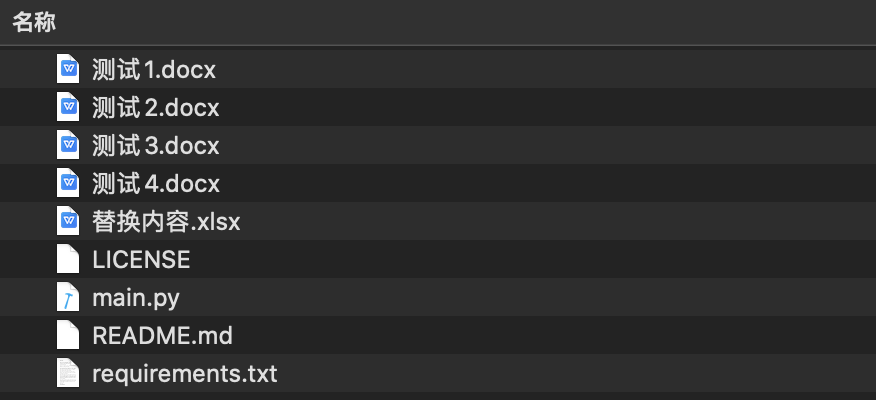 名称
测试1.docx
测试2.docx
测试3.docx
测试4.docx
替换内容.xlsx
LICENSE
main.py
README.md
requirements.txt